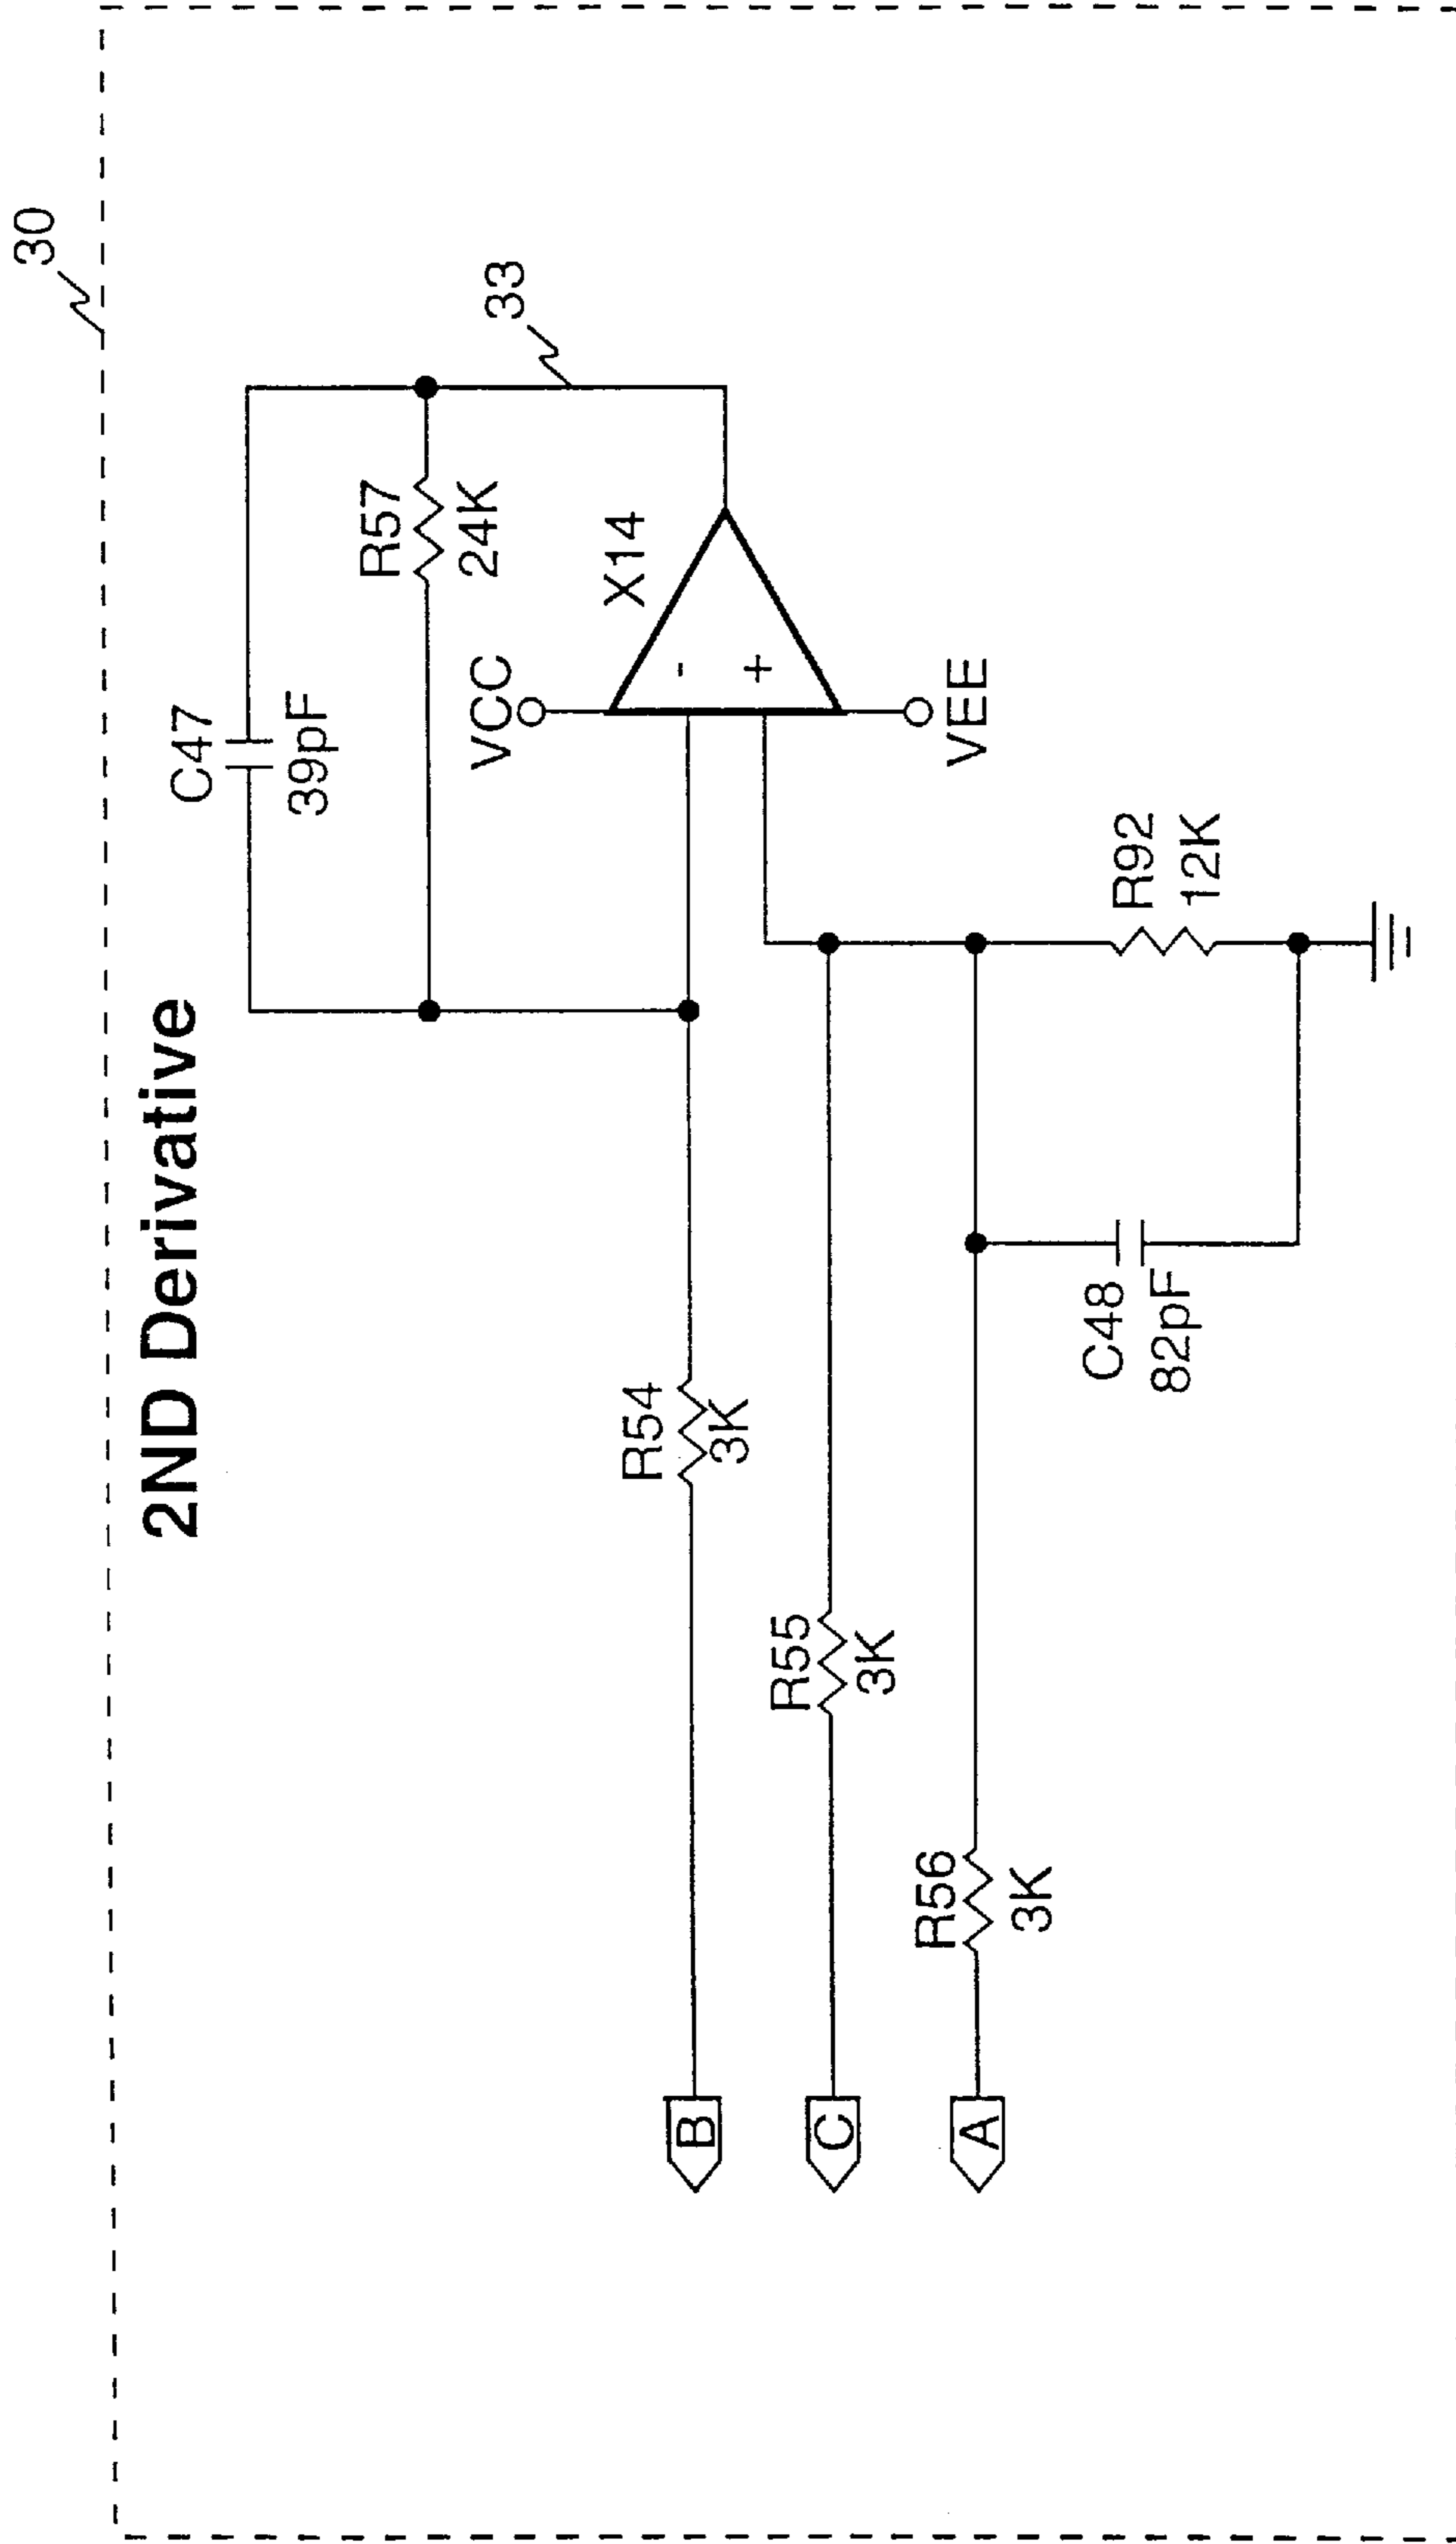 30
2ND Derivative
C47
39pF
R57
24K
33
VCC
X14
-
+
VEE
R54
3K
B
R55
3K
C
R56
3K
A
C48
82pF
R92
12K